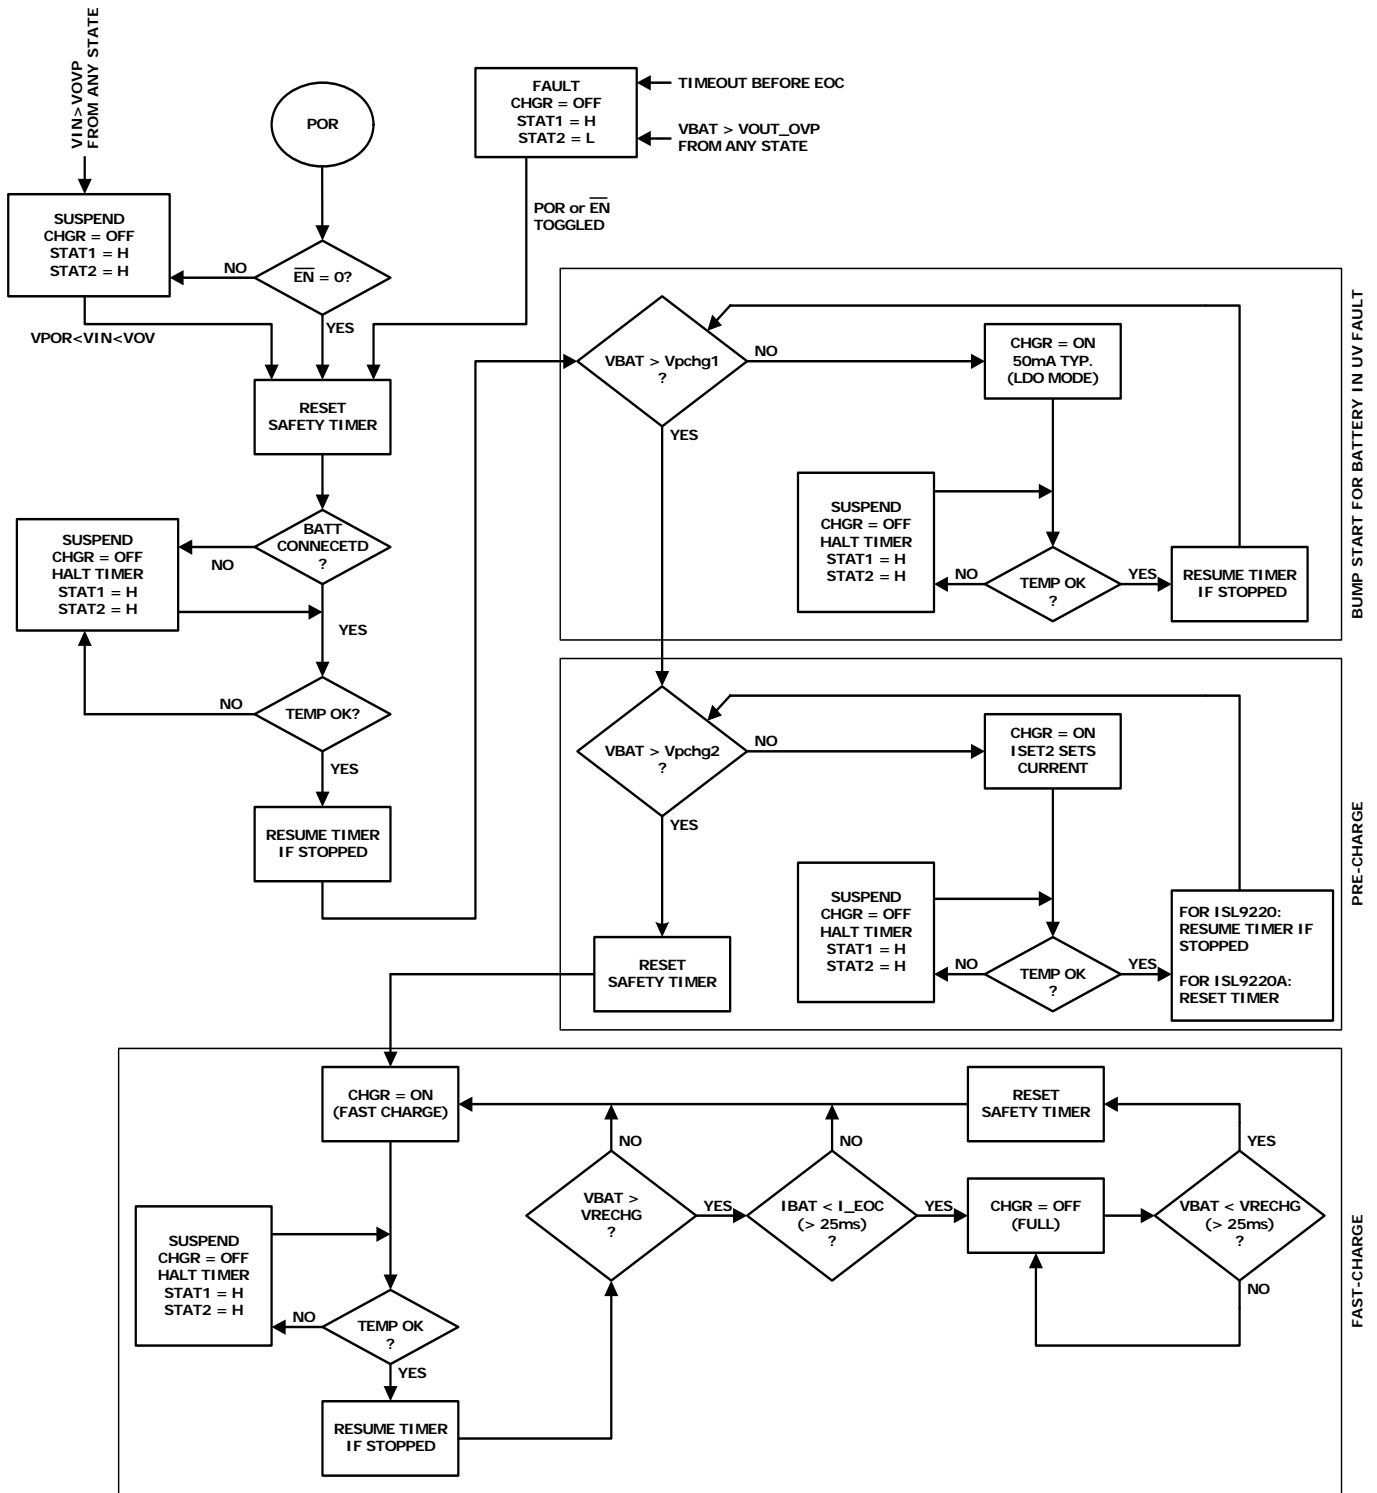 VIN>VOVP
FROM ANY STATE
POR
FAULT
CHGR = OFF
STAT1 = H
STAT2 = L
TIMEOUT BEFORE EOC
VBAT > VOUT_OVP
FROM ANY STATE
SUSPEND
CHGR = OFF
STAT1 = H
STAT2 = H
NO
EN = 0?
YES
VPOR<VIN<VOV
POR or EN
TOGGLED
RESET
SAFETY TIMER
BATT
CONNECETD
?
NO
YES
SUSPEND
CHGR = OFF
HALT TIMER
STAT1 = H
STAT2 = H
TEMP OK?
NO
YES
RESUME TIMER
IF STOPPED
BUMP START FOR BATTERY IN UV FAULT
VBAT > Vpchg1
?
NO
YES
CHGR = ON
50mA TYP.
(LDO MODE)
SUSPEND
CHGR = OFF
HALT TIMER
STAT1 = H
STAT2 = H
NO
TEMP OK
?
YES
RESUME TIMER
IF STOPPED
PRE-CHARGE
VBAT > Vpchg2
?
NO
YES
CHGR = ON
ISET2 SETS
CURRENT
SUSPEND
CHGR = OFF
HALT TIMER
STAT1 = H
STAT2 = H
NO
TEMP OK
?
YES
FOR ISL9220:
RESUME TIMER IF
STOPPED
FOR ISL9220A:
RESET TIMER
RESET
SAFETY TIMER
FAST-CHARGE
CHGR = ON
(FAST CHARGE)
SUSPEND
CHGR = OFF
HALT TIMER
STAT1 = H
STAT2 = H
NO
TEMP OK
?
YES
RESUME TIMER
IF STOPPED
NO
VBAT >
VRECHG
?
YES
NO
IBAT < I_EOC
(> 25ms)
?
YES
CHGR = OFF
(FULL)
RESET
SAFETY TIMER
YES
VBAT < VRECHG
(> 25ms)
?
NO